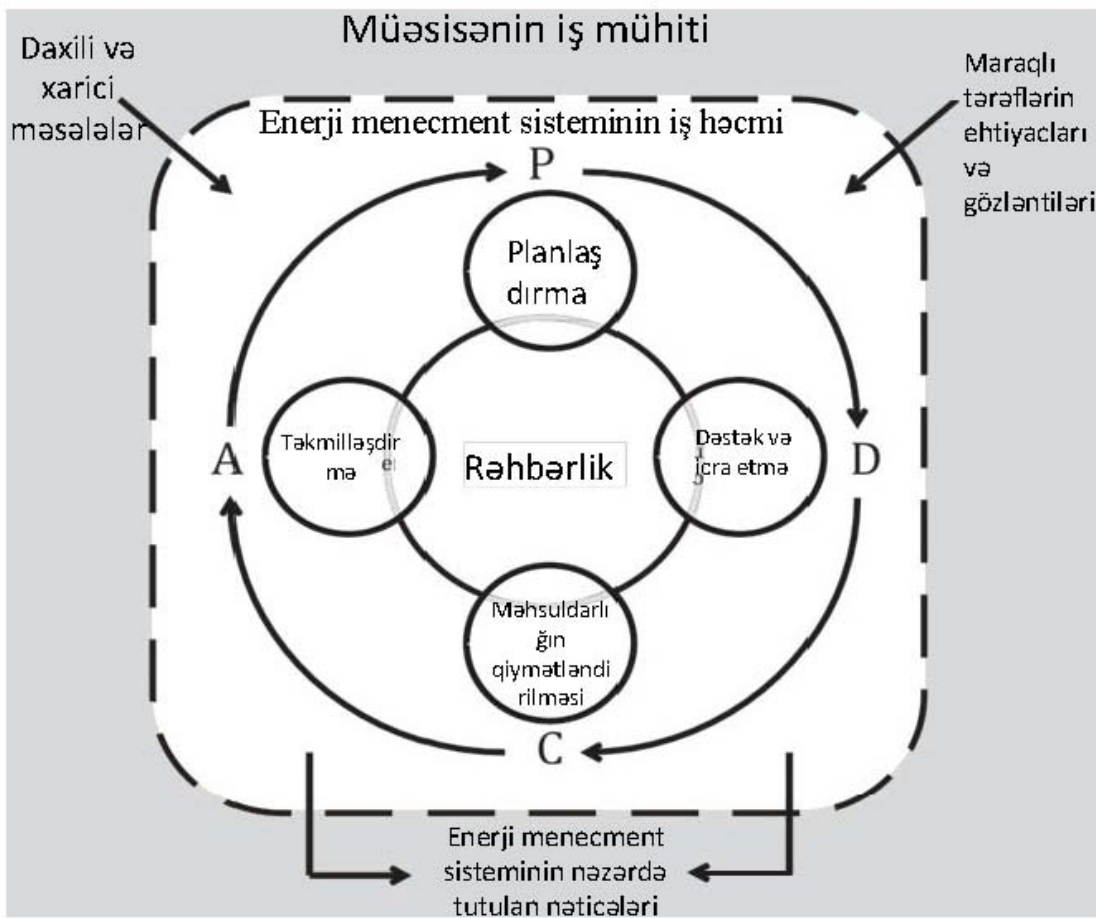 Müəsisənin iş mühiti
Daxili və
xarici
məsələlər
Maraqlı
tərəflərin
ehtiyacları
və
gözləntiləri
Enerji menecment sisteminin iş həcmi
P
Planlaş
dırma
A
Təkmilləşdir
mə
Rəhbərlik
Dəstək və
icra etmə
D
Məhsuldarlı
ğın
qiymətləndi
rilməsi
C
Enerji menecment
sisteminin nəzərdə
tutulan nəticələri